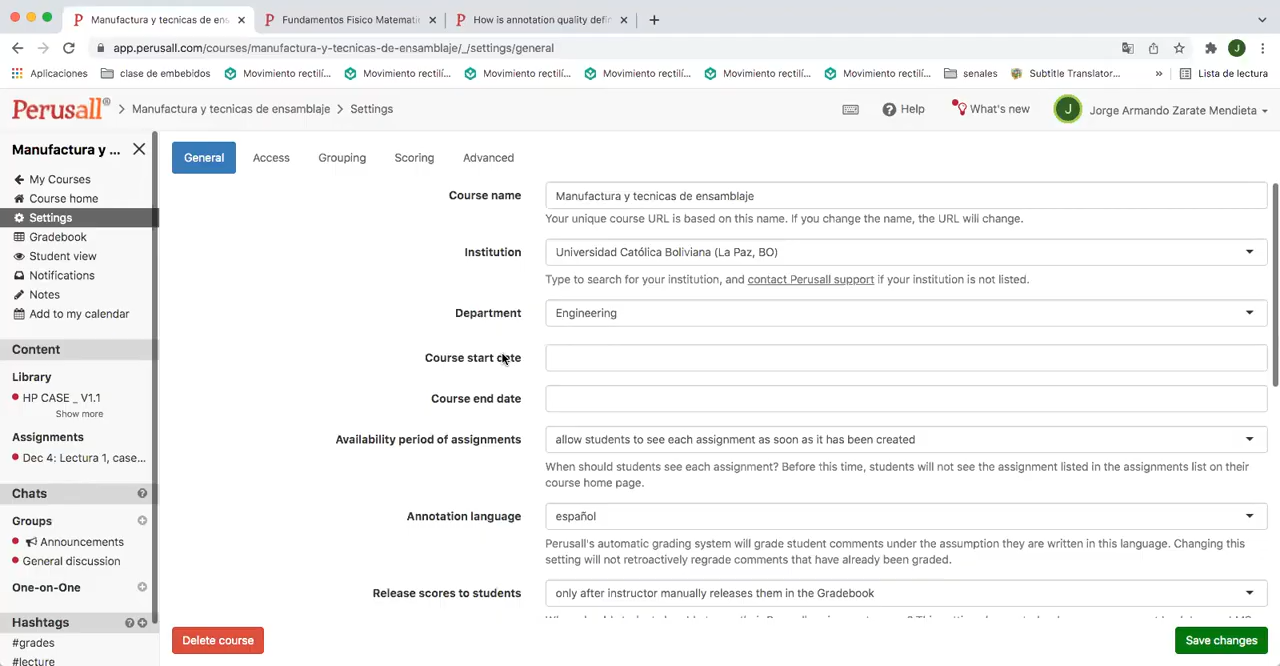 Manufactura y tecnicas de ens
Fundamentos Fisico Matemati
How is annotation quality defin
app.perusall.com/courses/manufactura-y-tecnicas-de-ensamblaje/_/settings/general
J
Aplicaciones
clase de embebidos
Movimiento rectilí...
Movimiento rectilí...
Movimiento rectilí...
Movimiento rectilí...
Movimiento rectilí...
Movimiento rectilí...
senales
Subtitle Translator...
»
Lista de lectura
Perusall®
Manufactura y tecnicas de ensamblaje
Settings
Help
What's new
J
Jorge Armando Zarate Mendieta
Manufactura y ...
My Courses
Course home
Settings
Gradebook
Student view
Notifications
Notes
Add to my calendar
Content
Library
HP CASE _ V1.1
Show more
Assignments
Dec 4: Lectura 1, case...
Chats
Groups
Announcements
General discussion
One-on-One
Hashtags
#grades
#lecture
General
Access
Grouping
Scoring
Advanced
Course name
Manufactura y tecnicas de ensamblaje
Your unique course URL is based on this name. If you change the name, the URL will change.
Institution
Universidad Católica Boliviana (La Paz, BO)
Type to search for your institution, and contact Perusall support if your institution is not listed.
Department
Engineering
Course start date
Course end date
Availability period of assignments
allow students to see each assignment as soon as it has been created
When should students see each assignment? Before this time, students will not see the assignment listed in the assignments list on their
course home page.
Annotation language
español
Perusall's automatic grading system will grade student comments under the assumption they are written in this language. Changing this
setting will not retroactively regrade comments that have already been graded.
Release scores to students
only after instructor manually releases them in the Gradebook
Delete course
Save changes